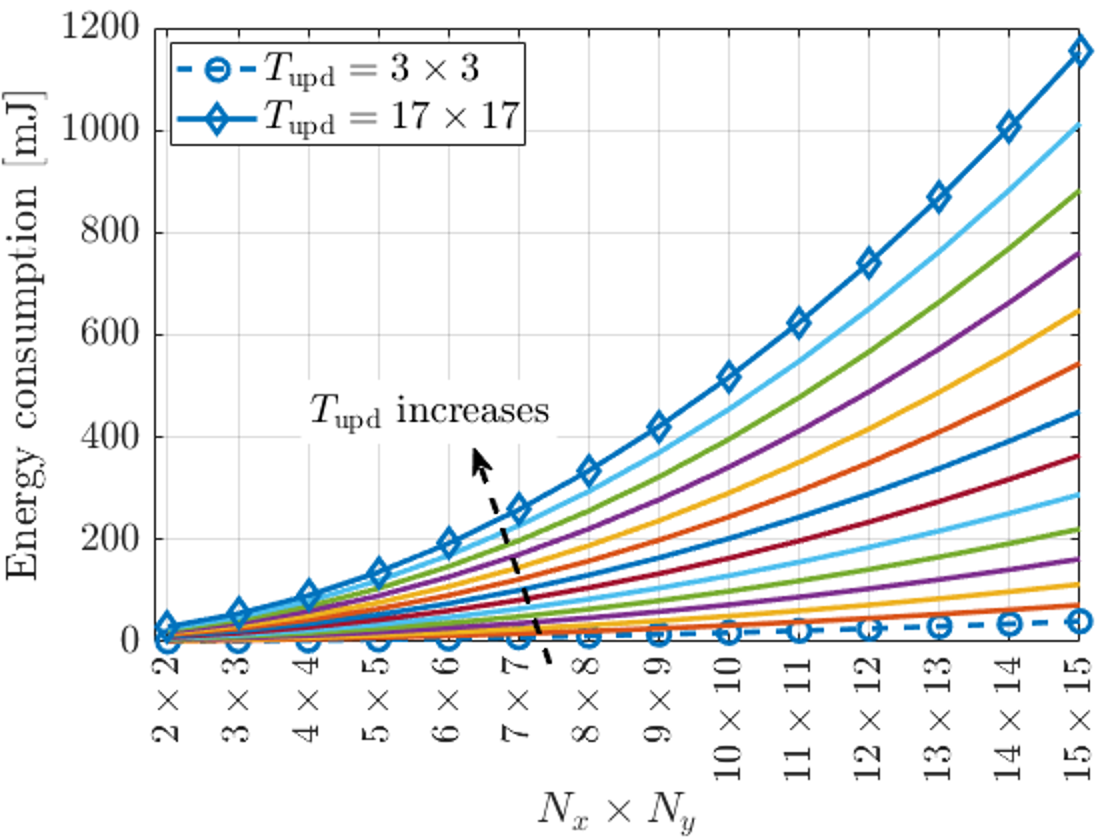 1200
1000
800
600
400
200
0
Energy consumption [mJ]
T_upd = 3 × 3
T_upd = 17 × 17
T_upd increases
2 × 2
3 × 3
4 × 4
5 × 5
6 × 6
7 × 7
8 × 8
9 × 9
10 × 10
11 × 11
12 × 12
13 × 13
14 × 14
15 × 15
N_x × N_y